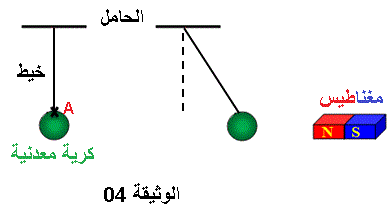 الحامل
خيط
A
مغناطيس
N S
كرية معدنية
الوثيقة 04